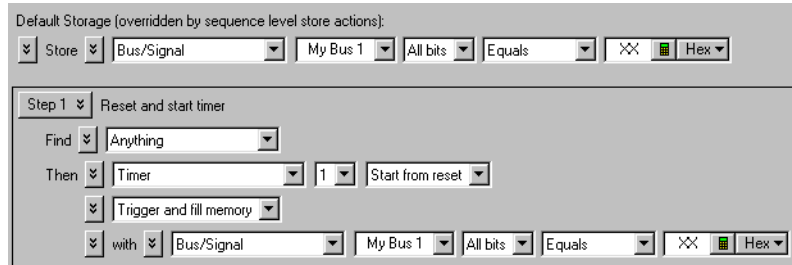 Default Storage (overridden by sequence level store actions):
Store Bus/Signal My Bus 1 All bits Equals XX Hex
Step 1 Reset and start timer
Find Anything
Then Timer 1 Start from reset
Trigger and fill memory
with Bus/Signal My Bus 1 All bits Equals XX Hex